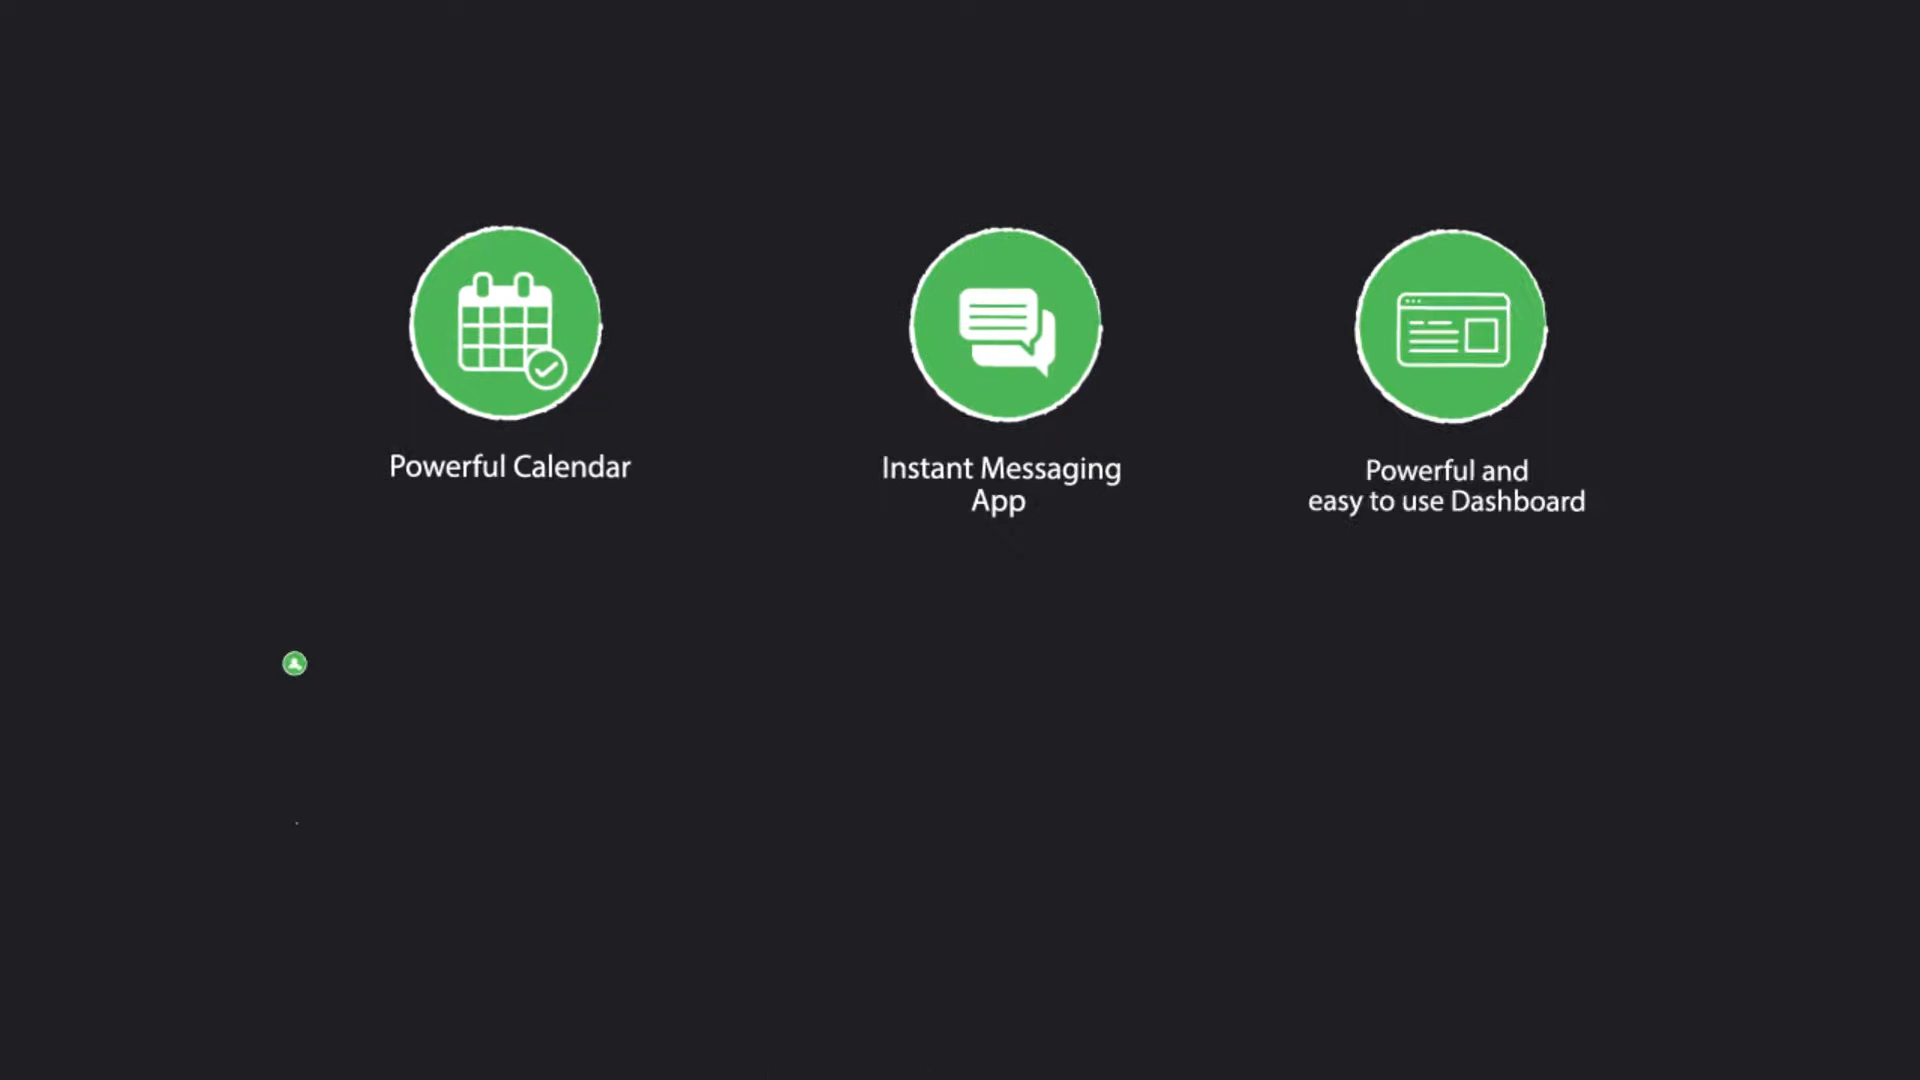 Powerful Calendar
Instant Messaging
App
Powerful and
easy to use Dashboard